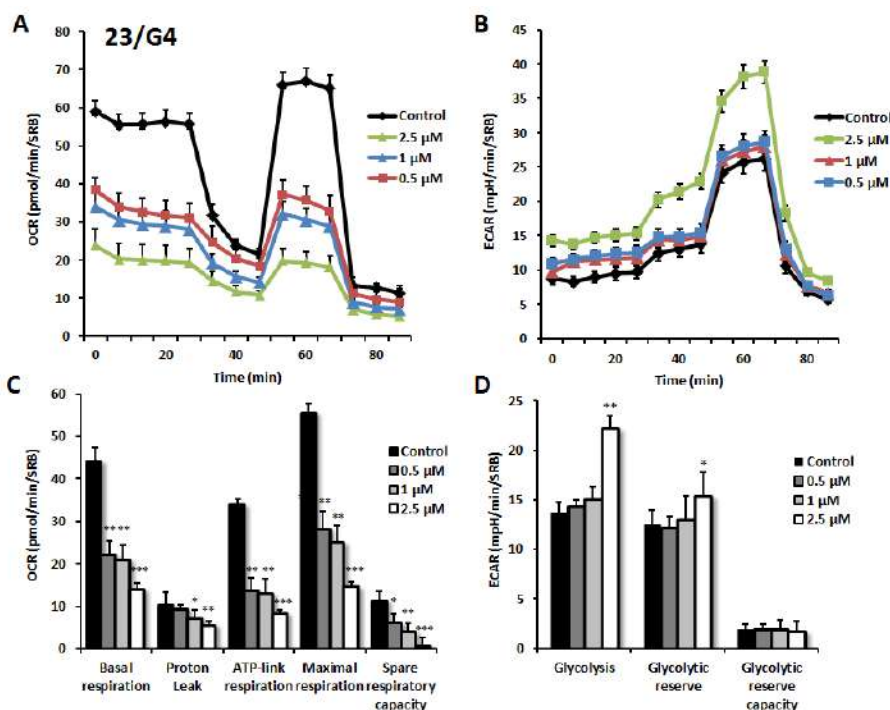 A
23/G4
OCR (pmol/min/SRB)
70
60
50
40
30
20
10
0
0 20 40 60 80
Time (min)
Control
2.5 µM
1 µM
0.5 µM
B
ECAR (mpH/min/SRB)
45
40
35
30
25
20
15
10
5
0
0 20 40 60 80
Time (min)
Control
2.5 µM
1 µM
0.5 µM
C
OCR (pmol/min/SRB)
60
50
40
30
20
10
0
Control
0.5 µM
1 µM
2.5 µM
** ** ***
* **
** ** ***
** ** ***
* ** ***
Basal respiration
Proton Leak
ATP-link respiration
Maximal respiration
Spare respiratory capacity
D
ECAR (mpH/min/SRB)
25
20
15
10
5
0
Control
0.5 µM
1 µM
2.5 µM
**
*
Glycolysis
Glycolytic reserve
Glycolytic reserve capacity